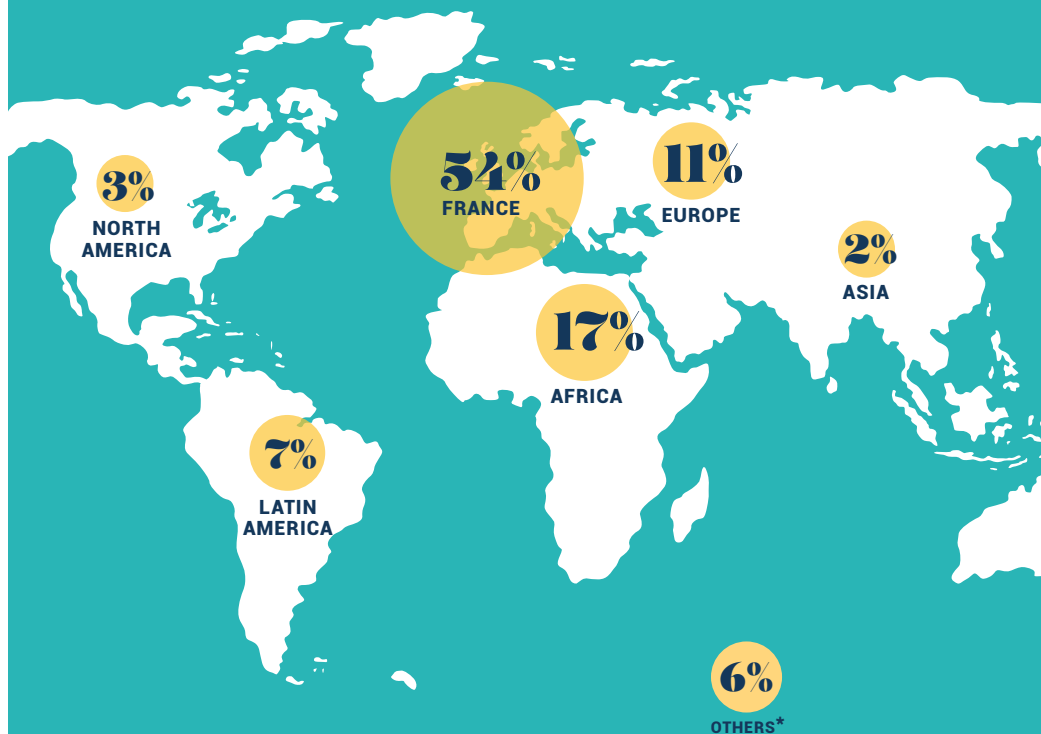 3%
NORTH
AMERICA
54%
FRANCE
11%
EUROPE
2%
ASIA
17%
AFRICA
7%
LATIN
AMERICA
6%
OTHERS*